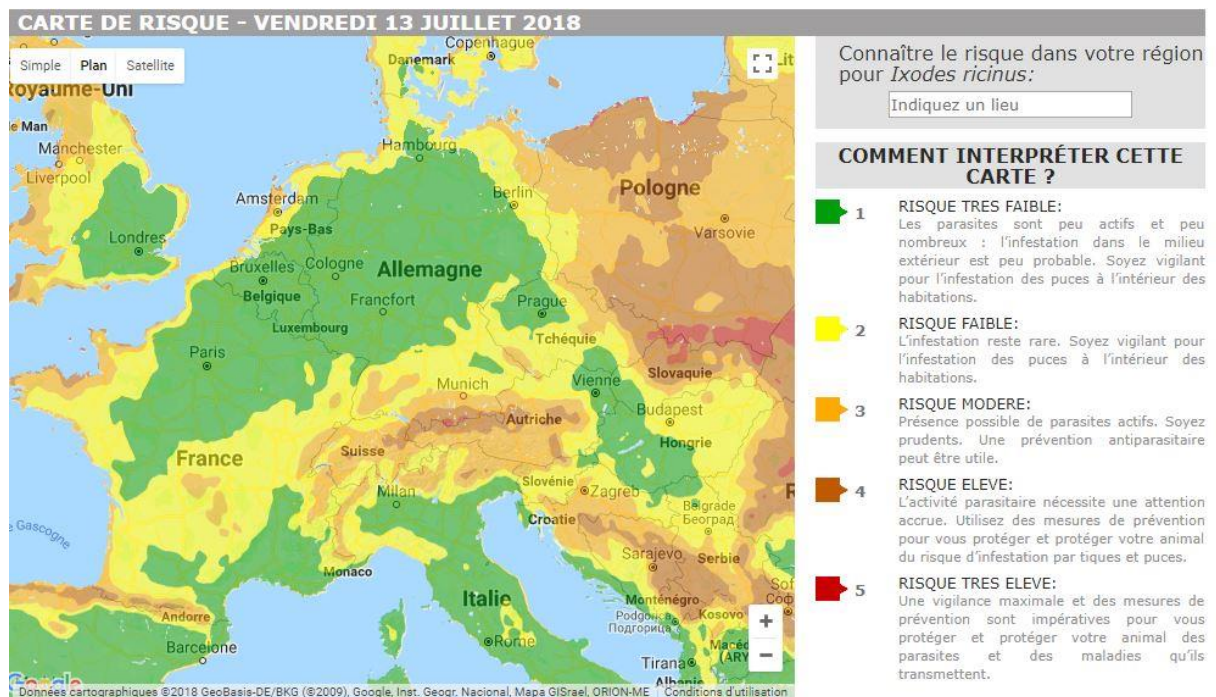 CARTE DE RISQUE - VENDREDI 13 JUILLET 2018
Simple Plan Satellite
Copenhague
Danemark
Lit
Royaume-Uni
e Man
Manchester
Liverpool
Hambourg
Amsterdam
Berlin
Pologne
Varsovie
Pays-Bas
Londres
Bruxelles
Cologne
Allemagne
Belgique
Francfort
Prague
Luxembourg
Tchéquie
Paris
Slovaquie
Munich
Vienne
Autriche
Budapest
Hongrie
France
Suisse
Slovénie
Zagreb
Milan
Belgrade
Београд
Croatie
Gascogne
Sarajevo
Serbie
Monaco
Italie
Monténégro
Kosovo
Podgorica
Подгорица
Andorre
Barcelone
Rome
Tirana
(ARY
Google
Données cartographiques ©2018 GeoBasis-DE/BKG (©2009), Google, Inst. Geogr. Nacional, Mapa GISrael, ORION-ME Conditions d'utilisation
Connaître le risque dans votre région
pour Ixodes ricinus:
Indiquez un lieu
COMMENT INTERPRÉTER CETTE
CARTE ?
1 RISQUE TRES FAIBLE:
Les parasites sont peu actifs et peu
nombreux : l'infestation dans le milieu
extérieur est peu probable. Soyez vigilant
pour l'infestation des puces à l'intérieur des
habitations.
2 RISQUE FAIBLE:
L'infestation reste rare. Soyez vigilant pour
l'infestation des puces à l'intérieur des
habitations.
3 RISQUE MODERE:
Présence possible de parasites actifs. Soyez
prudents. Une prévention antiparasitaire
peut être utile.
4 RISQUE ELEVE:
L'activité parasitaire nécessite une attention
accrue. Utilisez des mesures de prévention
pour vous protéger et protéger votre animal
du risque d'infestation par tiques et puces.
5 RISQUE TRES ELEVE:
Une vigilance maximale et des mesures de
prévention sont impératives pour vous
protéger et protéger votre animal des
parasites et des maladies qu'ils
transmettent.